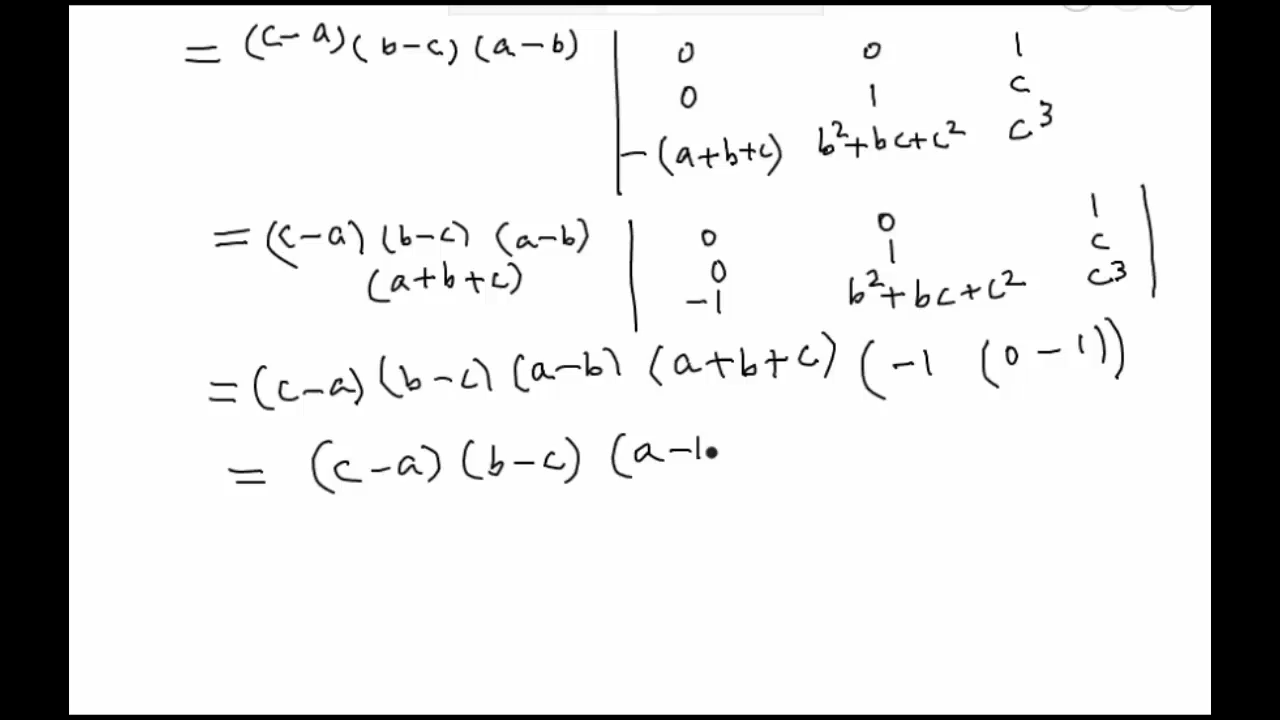 = (c-a)(b-c)(a-b) | 0 0 1
0 1 c
-(a+b+c) b²+bc+c² c³
= (c-a)(b-c)(a-b) | 0 0 1 |
(a+b+c) 0 1 c
-1 b²+bc+c² c³
= (c-a)(b-c)(a-b)(a+b+c)(-1 (0-1))
= (c-a)(b-c)(a-